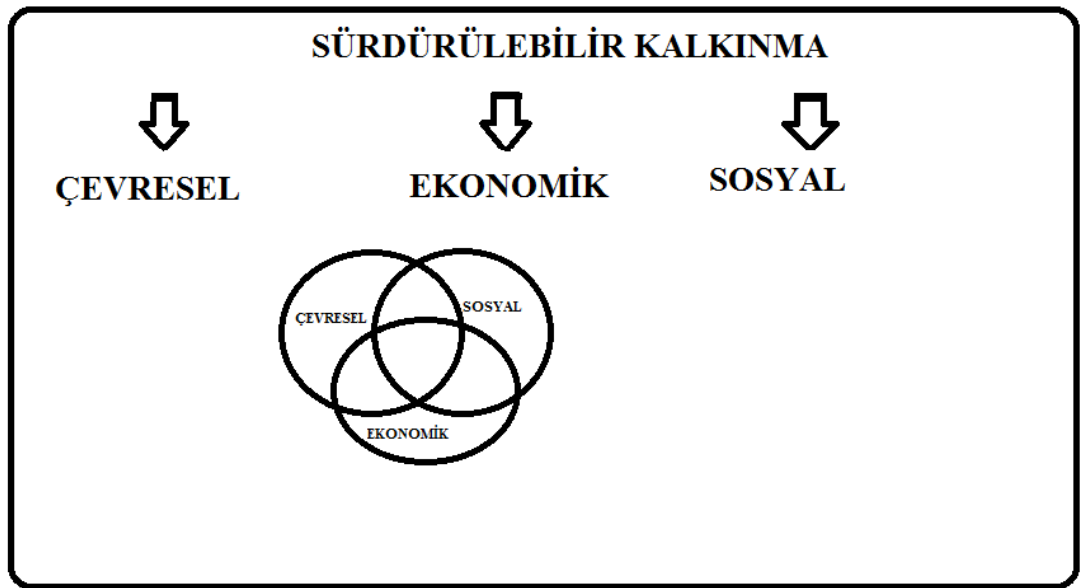 SÜRDÜRÜLEBİLİR KALKINMA
ÇEVRESEL
EKONOMİK
SOSYAL
ÇEVRESEL
SOSYAL
EKONOMİK